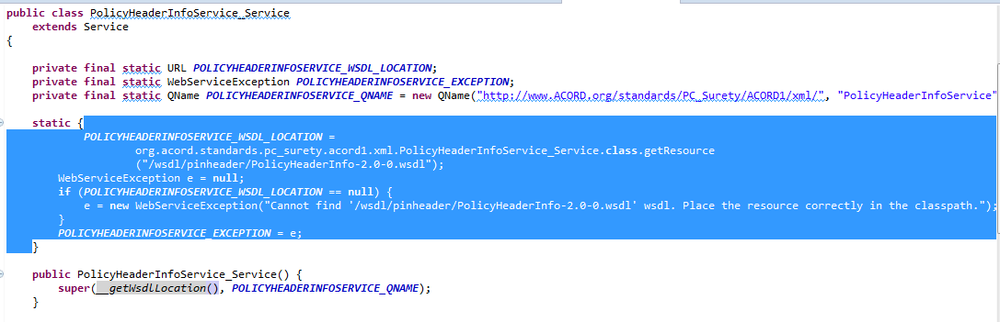 public class PolicyHeaderInfoService_Service
extends Service
{
private final static URL POLICYHEADERINFOSERVICE_WSDL_LOCATION;
private final static WebServiceException POLICYHEADERINFOSERVICE_EXCEPTION;
private final static QName POLICYHEADERINFOSERVICE_QNAME = new QName("http://www.ACORD.org/standards/PC_Surety/ACORD1/xml/", "PolicyHeaderInfoService"
static {
POLICYHEADERINFOSERVICE_WSDL_LOCATION =
org.acord.standards.pc_surety.acord1.xml.PolicyHeaderInfoService_Service.class.getResource
("/wsdl/pinheader/PolicyHeaderInfo-2.0-0.wsdl");
WebServiceException e = null;
if (POLICYHEADERINFOSERVICE_WSDL_LOCATION == null) {
e = new WebServiceException("Cannot find '/wsdl/pinheader/PolicyHeaderInfo-2.0-0.wsdl' wsdl. Place the resource correctly in the classpath.");
}
POLICYHEADERINFOSERVICE_EXCEPTION = e;
}
public PolicyHeaderInfoService_Service() {
super(__getWsdlLocation(), POLICYHEADERINFOSERVICE_QNAME);
}